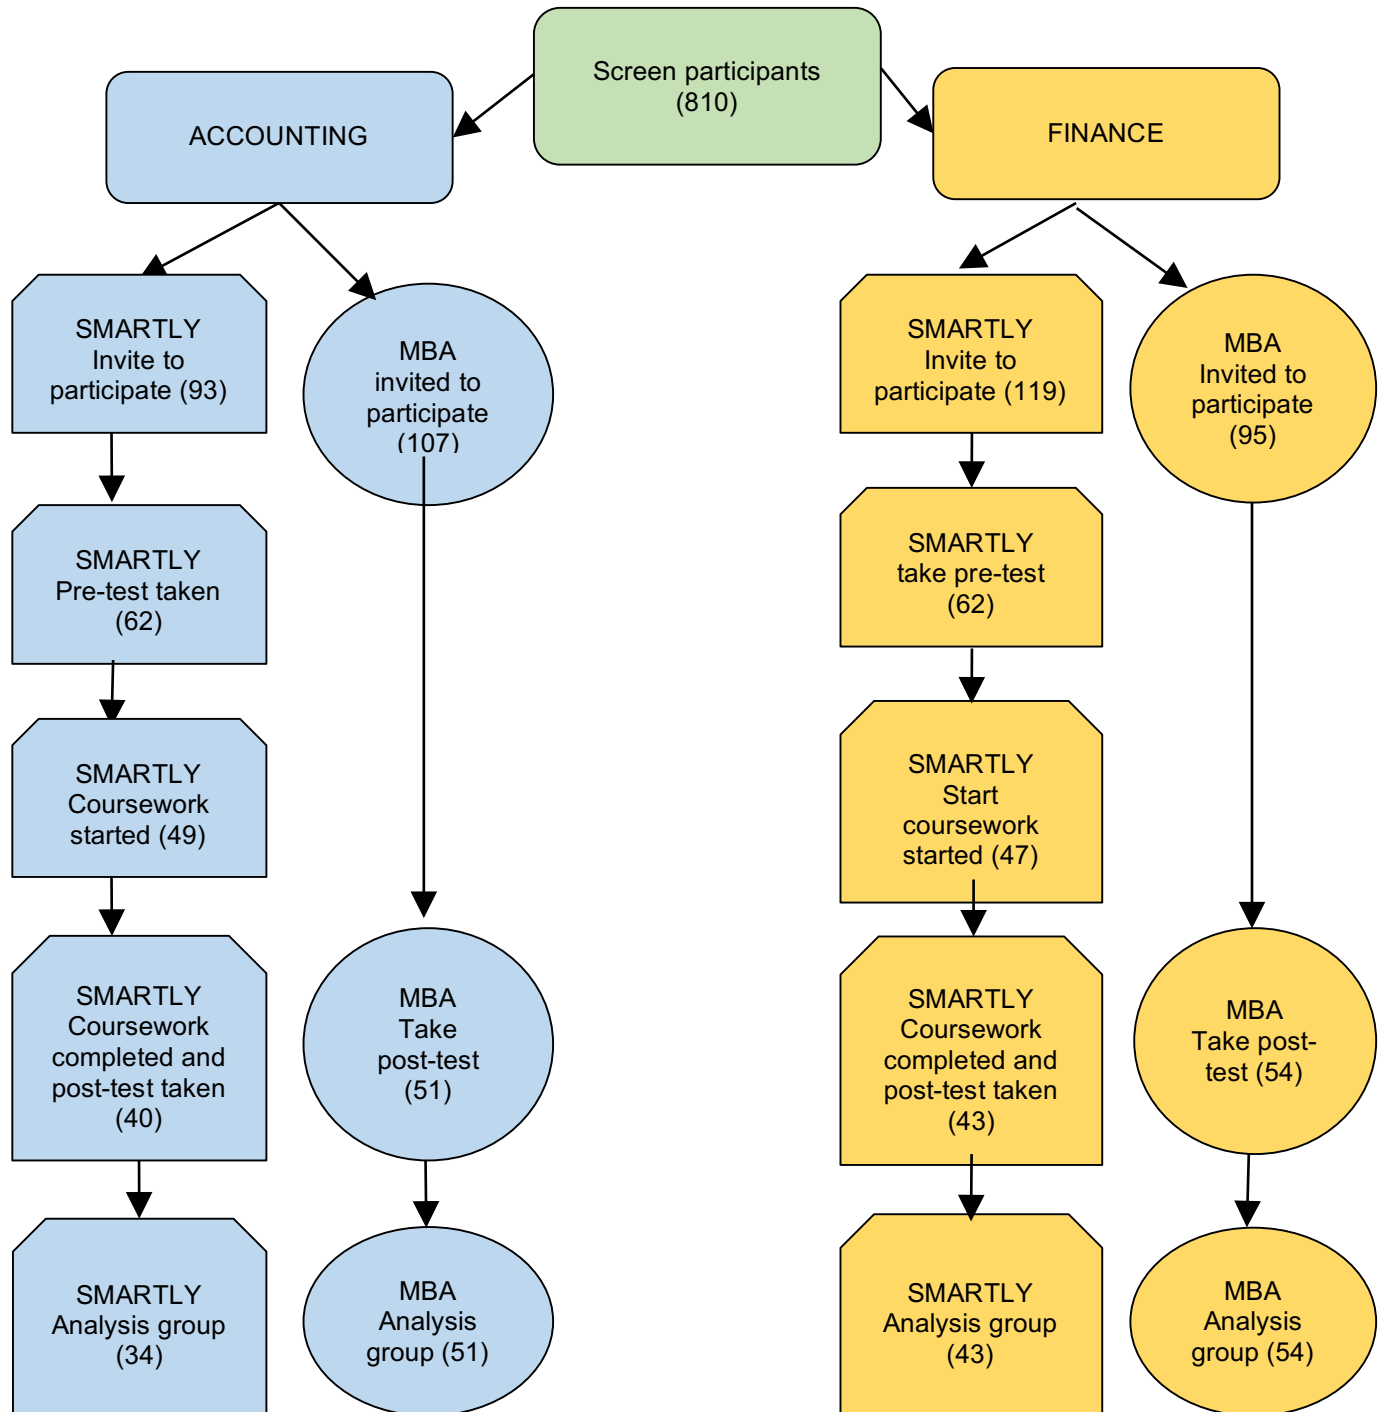 Screen participants
(810)
ACCOUNTING
FINANCE
SMARTLY
Invite to
participate (93)
MBA
invited to
participate
(107)
SMARTLY
Invite to
participate (119)
MBA
Invited to
participate
(95)
SMARTLY
Pre-test taken
(62)
SMARTLY
take pre-test
(62)
SMARTLY
Coursework
started (49)
SMARTLY
Start
coursework
started (47)
SMARTLY
Coursework
completed and
post-test taken
(40)
MBA
Take
post-test
(51)
SMARTLY
Coursework
completed and
post-test taken
(43)
MBA
Take post-
test (54)
SMARTLY
Analysis group
(34)
MBA
Analysis
group (51)
SMARTLY
Analysis group
(43)
MBA
Analysis
group (54)